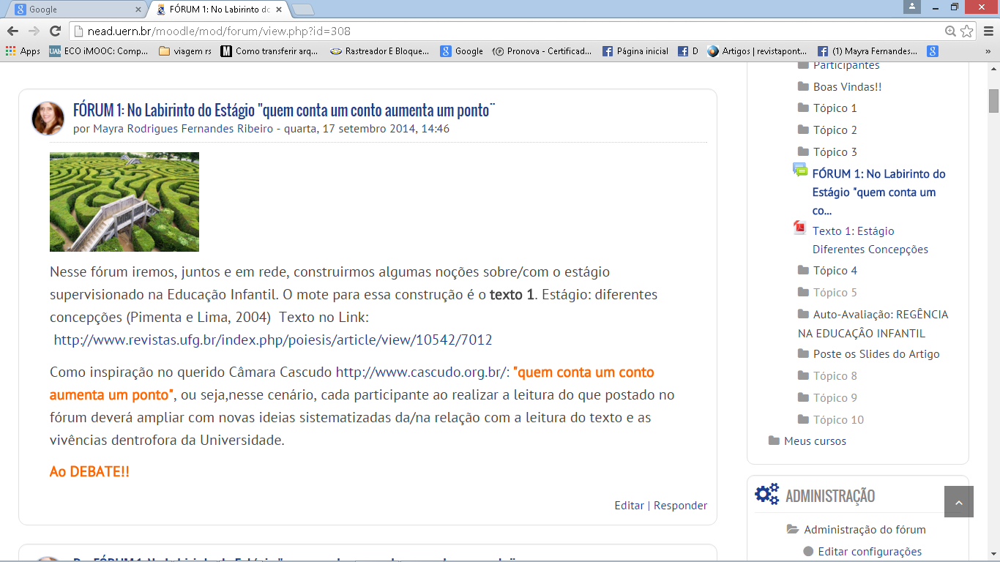 Google
FÓRUM 1: No Labirinto do
nead.uern.br/moodle/mod/forum/view.php?id=308
Apps UAb ECO iMOOC: Comp... viagem rs M Como transferir arq... Rastreador E Bloque... Google Pronova - Certificad... Página inicial D Artigos | revistapont... (1) Mayra Fernandes... »
FÓRUM 1: No Labirinto do Estágio "quem conta um conto aumenta um ponto¨
por Mayra Rodrigues Fernandes Ribeiro - quarta, 17 setembro 2014, 14:46
Nesse fórum iremos, juntos e em rede, construirmos algumas noções sobre/com o estágio
supervisionado na Educação Infantil. O mote para essa construção é o texto 1. Estágio: diferentes
concepções (Pimenta e Lima, 2004)  Texto no Link:
http://www.revistas.ufg.br/index.php/poiesis/article/view/10542/7012
Como inspiração no querido Câmara Cascudo http://www.cascudo.org.br/: "quem conta um conto
aumenta um ponto", ou seja,nesse cenário, cada participante ao realizar a leitura do que postado no
fórum deverá ampliar com novas ideias sistematizadas da/na relação com a leitura do texto e as
vivências dentrofora da Universidade.
Ao DEBATE!!
Editar | Responder
Participantes
Boas Vindas!!
Tópico 1
Tópico 2
Tópico 3
FÓRUM 1: No Labirinto do
Estágio "quem conta um
co...
Texto 1: Estágio
Diferentes Concepções
Tópico 4
Tópico 5
Auto-Avaliação: REGÊNCIA
NA EDUCAÇÂO INFANTIL
Poste os Slides do Artigo
Tópico 8
Tópico 9
Tópico 10
Meus cursos
ADMINISTRAÇÃO
Administração do fórum
Editar configurações